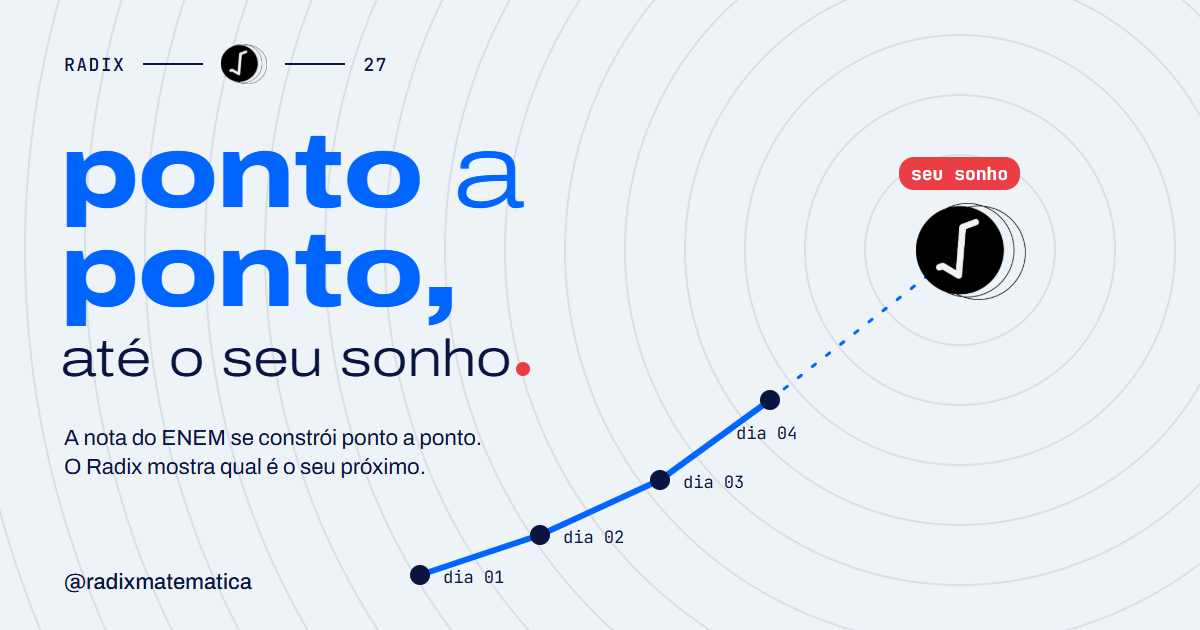 RADIX
27
ponto a
ponto,
até o seu sonho.
A nota do ENEM se constrói ponto a ponto.
O Radix mostra qual é o seu próximo.
@radixmatematica
seu sonho
dia 04
dia 03
dia 02
dia 01